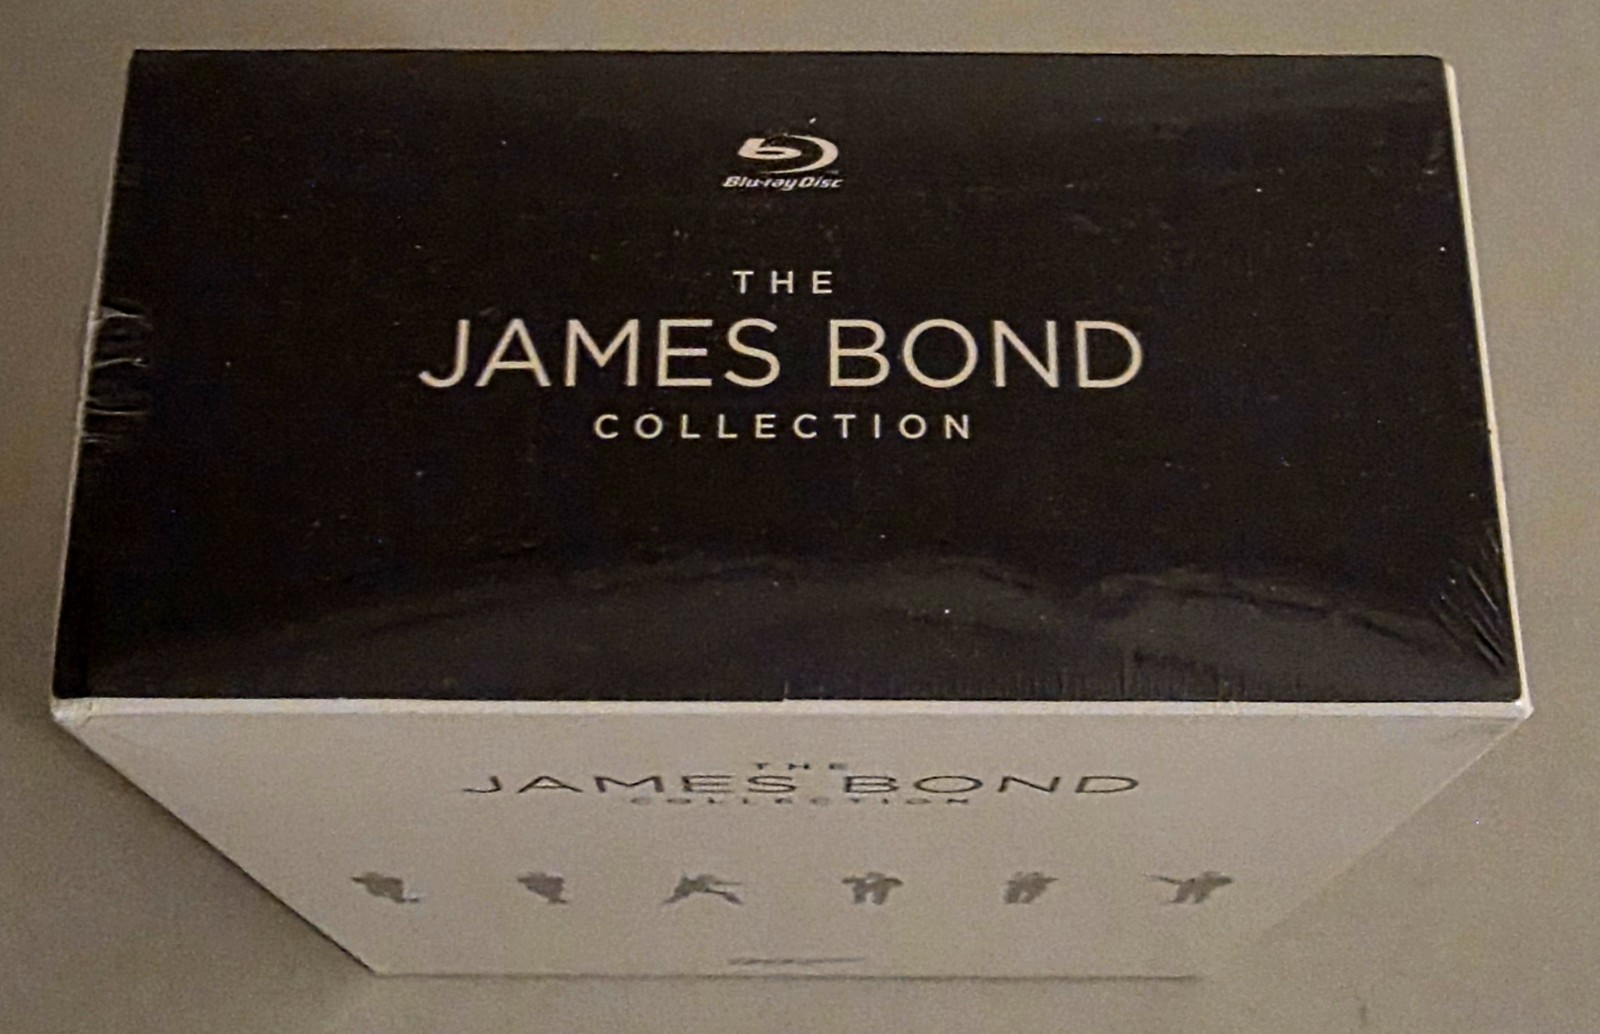 Blu-ray Disc
THE
JAMES BOND
COLLECTION
THE
JAMES BOND
COLLECTION